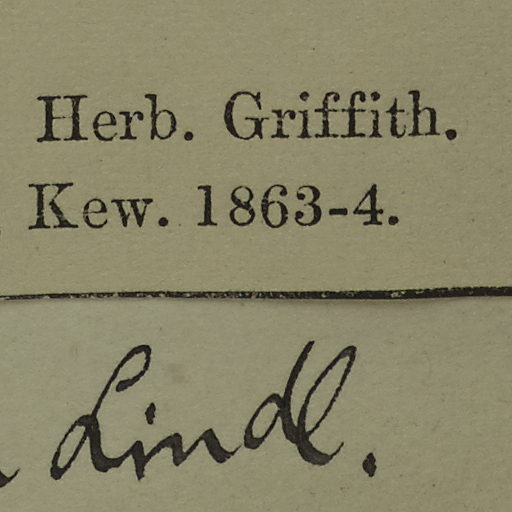 Herb. Griffith.
Kew. 1863-4.
Lindl.